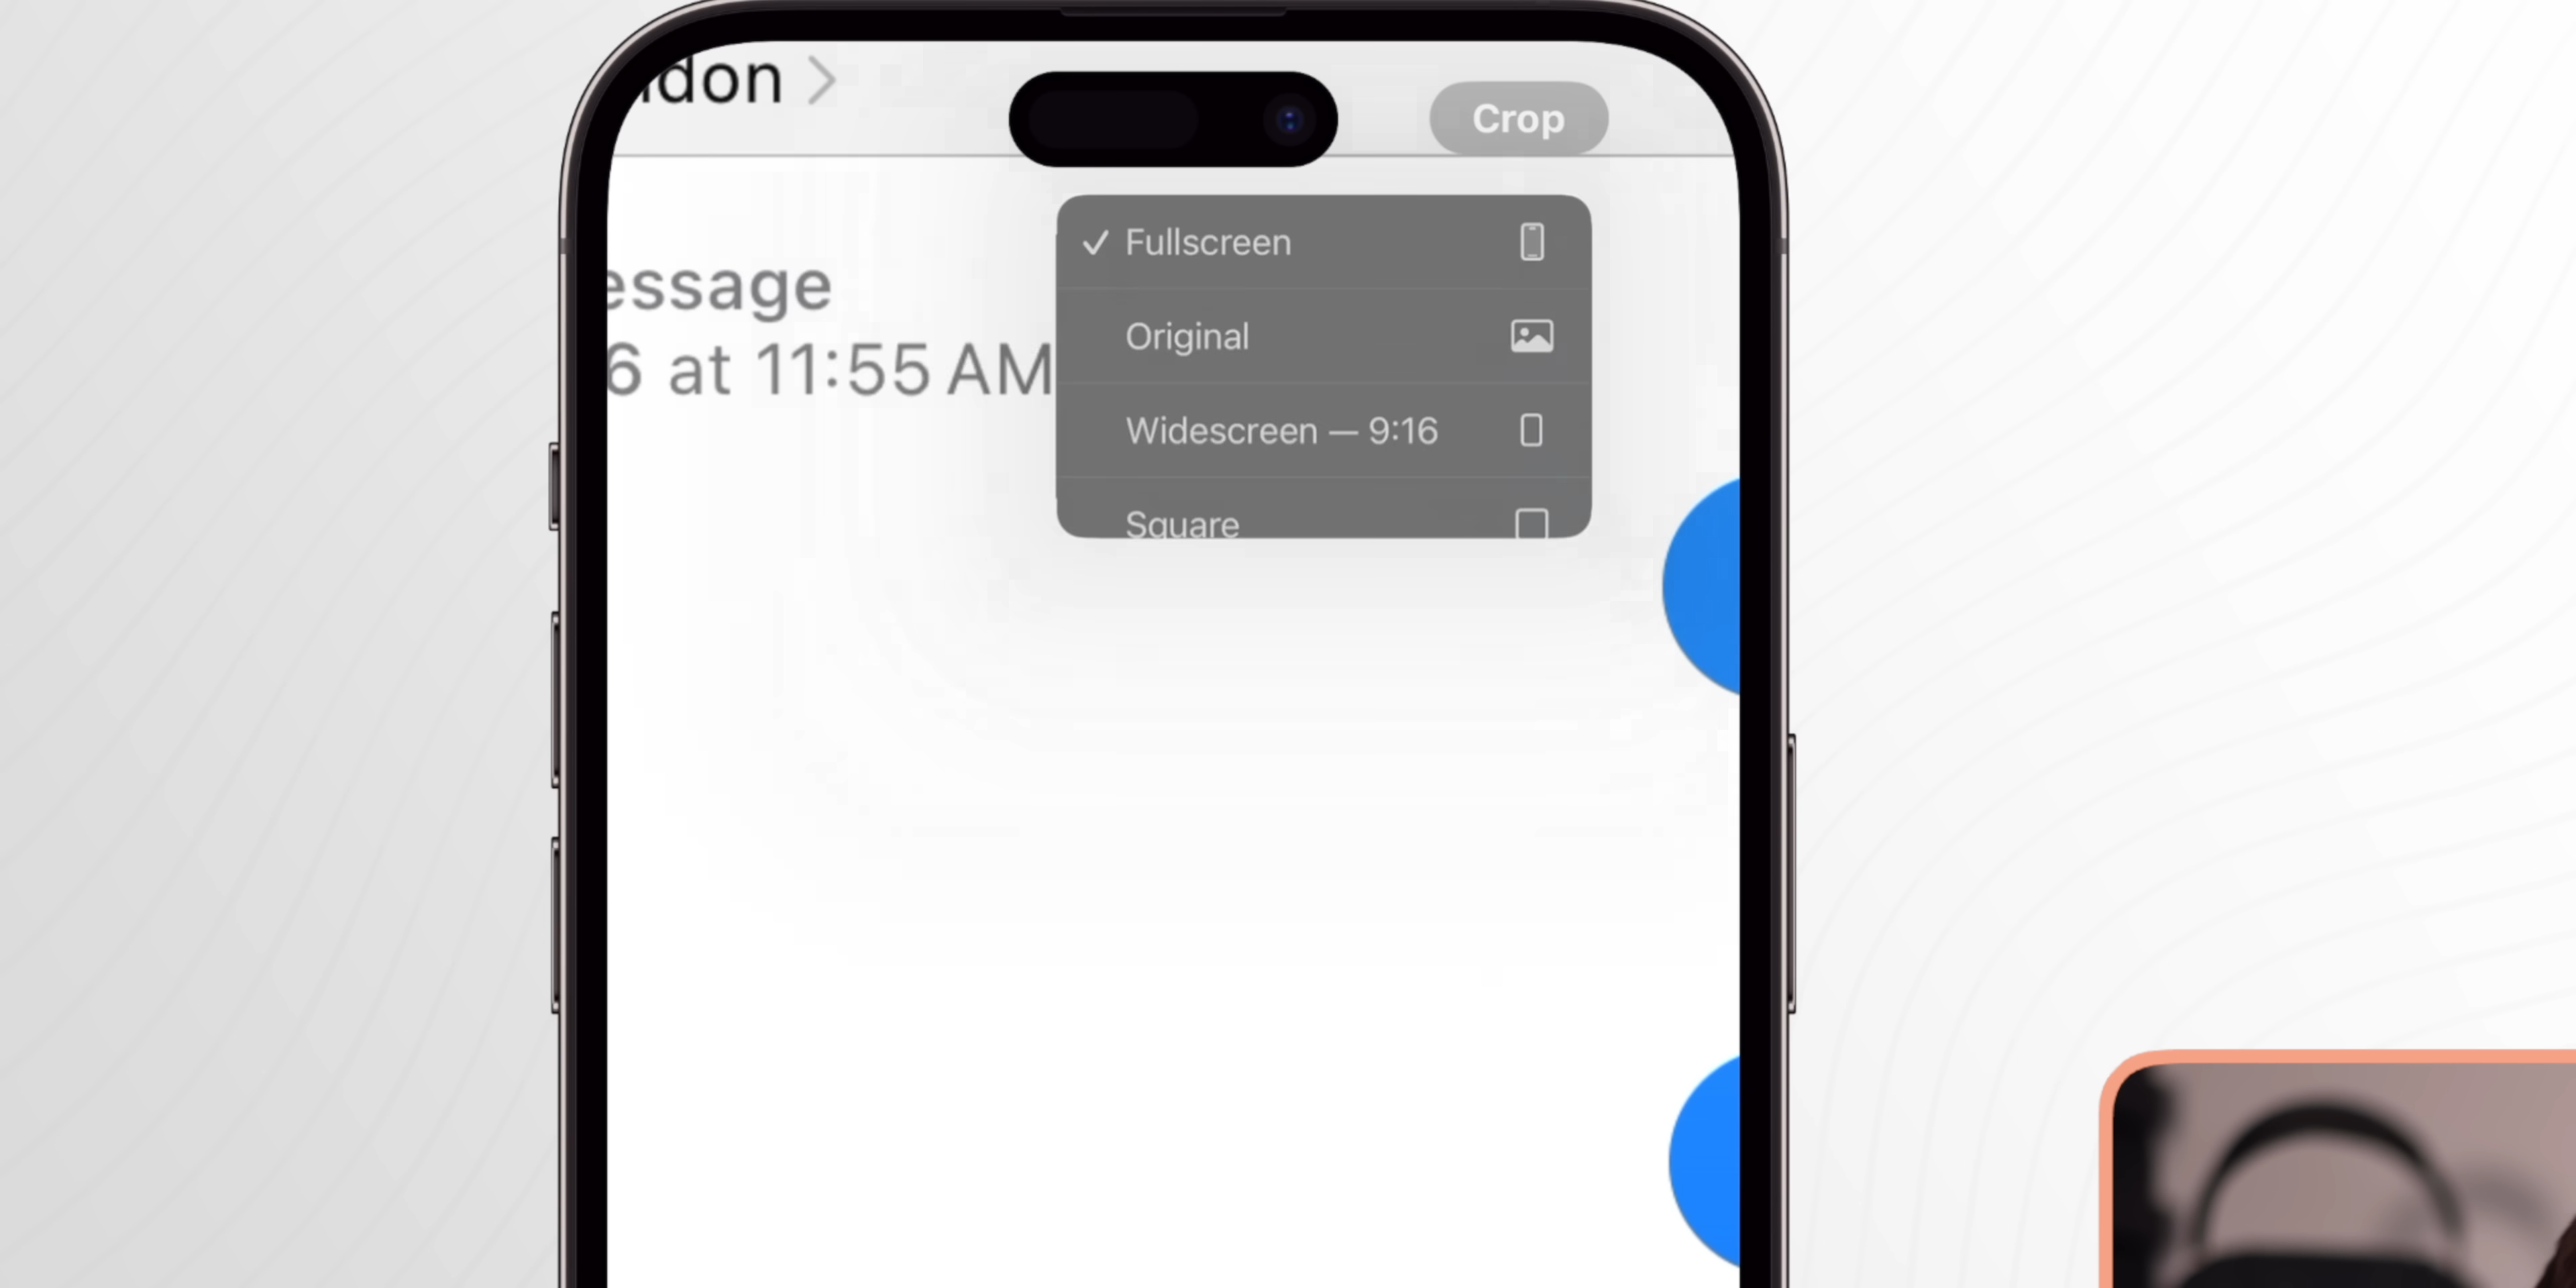 don
Crop
essage
6 at 11:55 AM
Fullscreen
Original
Widescreen — 9:16
Square